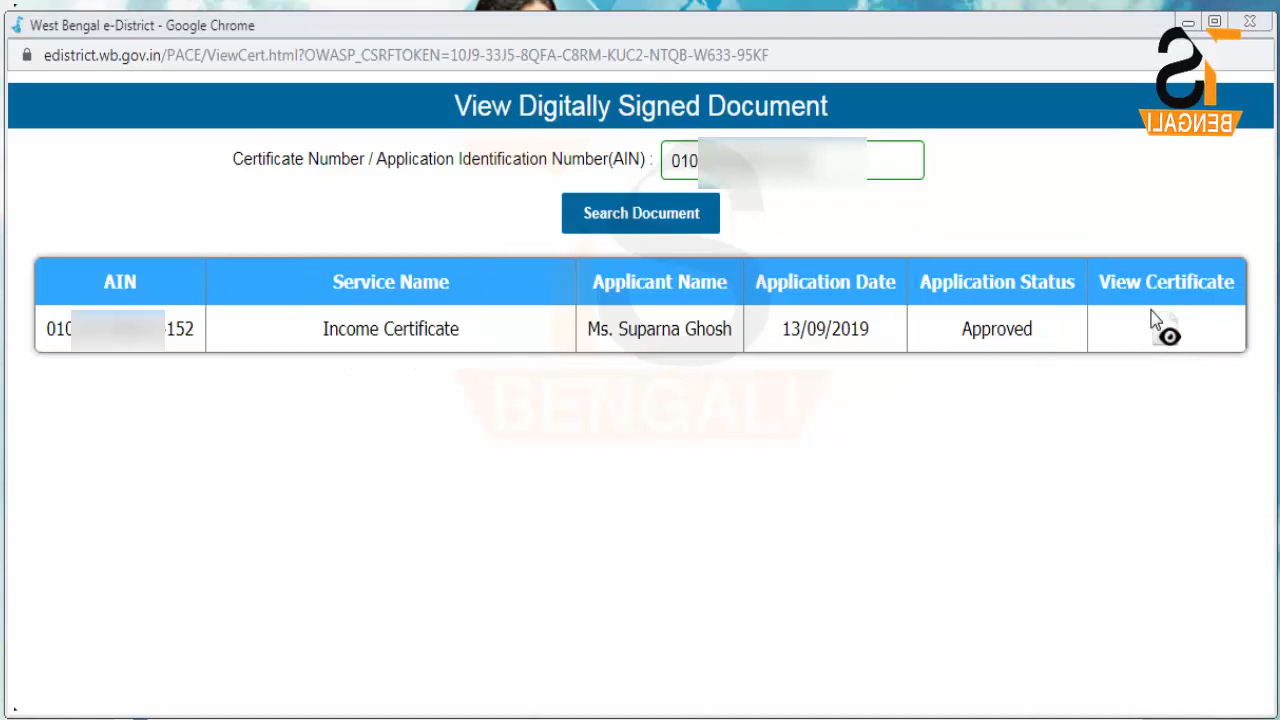 West Bengal e-District - Google Chrome
edistrict.wb.gov.in/PACE/ViewCert.html?OWASP_CSRFTOKEN=10J9-33J5-8QFA-C8RM-KUC2-NTQB-W633-95KF
BENGALI
View Digitally Signed Document
Certificate Number / Application Identification Number(AIN) : 010
Search Document
AIN Service Name Applicant Name Application Date Application Status View Certificate
010 -152 Income Certificate Ms. Suparna Ghosh 13/09/2019 Approved
BENGALI